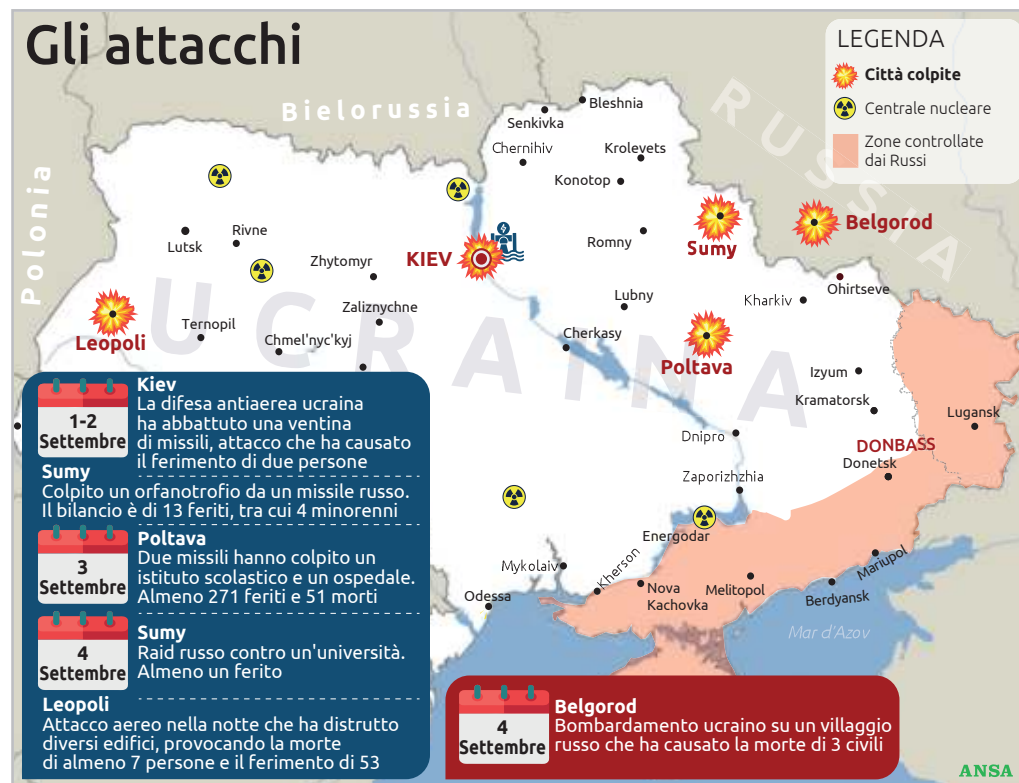 Gli attacchi
LEGENDA
Città colpite
Centrale nucleare
Zone controllate
dai Russi
Bielorussia
RUSSIA
Polonia
UCRAINA
Bleshnia
Senkivka
Chernihiv
Krolevets
Konotop
Sumy
Belgorod
Lutsk
Rivne
Romny
KIEV
Zhytomyr
Ohirtseve
Kharkiv
Lubny
Zaliznychne
Leopoli
Ternopil
Chmel'nyc'kyj
Cherkasy
Poltava
Izyum
Kramatorsk
Lugansk
Dnipro
DONBASS
Donetsk
Zaporizhzhia
Energodar
Mykolaiv
Kherson
Mariupol
Odessa
Nova
Kachovka
Melitopol
Berdyansk
Mar d'Azov
1-2
Settembre
Kiev
La difesa antiaerea ucraina
ha abbattuto una ventina
di missili, attacco che ha causato
il ferimento di due persone
Sumy
Colpito un orfanotrofio da un missile russo.
Il bilancio è di 13 feriti, tra cui 4 minorenni
3
Settembre
Poltava
Due missili hanno colpito un
istituto scolastico e un ospedale.
Almeno 271 feriti e 51 morti
4
Settembre
Sumy
Raid russo contro un'università.
Almeno un ferito
Leopoli
Attacco aereo nella notte che ha distrutto
diversi edifici, provocando la morte
di almeno 7 persone e il ferimento di 53
4
Settembre
Belgorod
Bombardamento ucraino su un villaggio
russo che ha causato la morte di 3 civili
ANSA